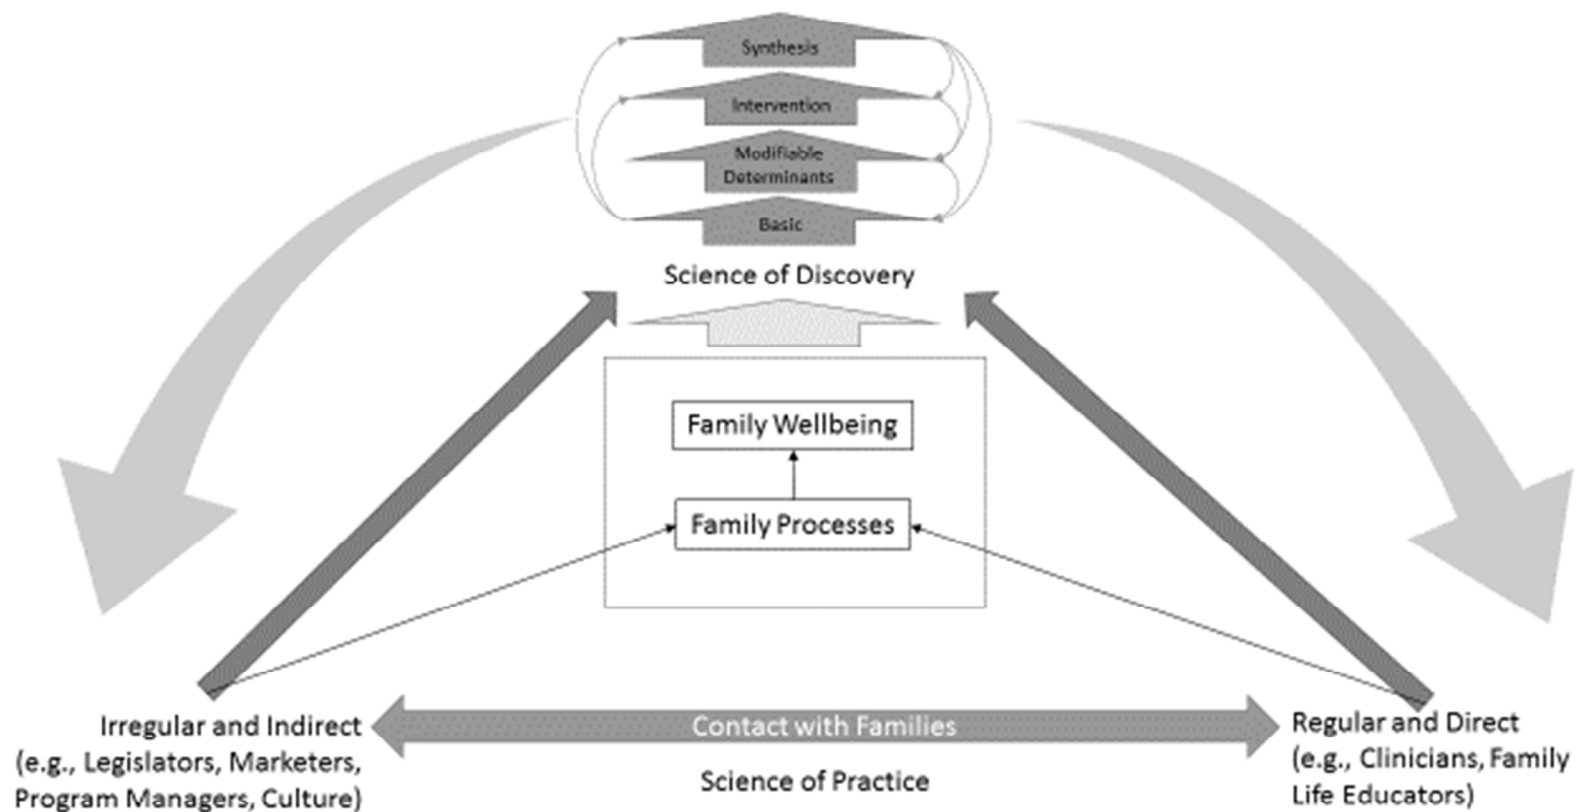 Synthesis
Intervention
Modifiable
Determinants
Basic
Science of Discovery
Family Wellbeing
Family Processes
Irregular and Indirect
(e.g., Legislators, Marketers,
Program Managers, Culture)
Contact with Families
Science of Practice
Regular and Direct
(e.g., Clinicians, Family
Life Educators)